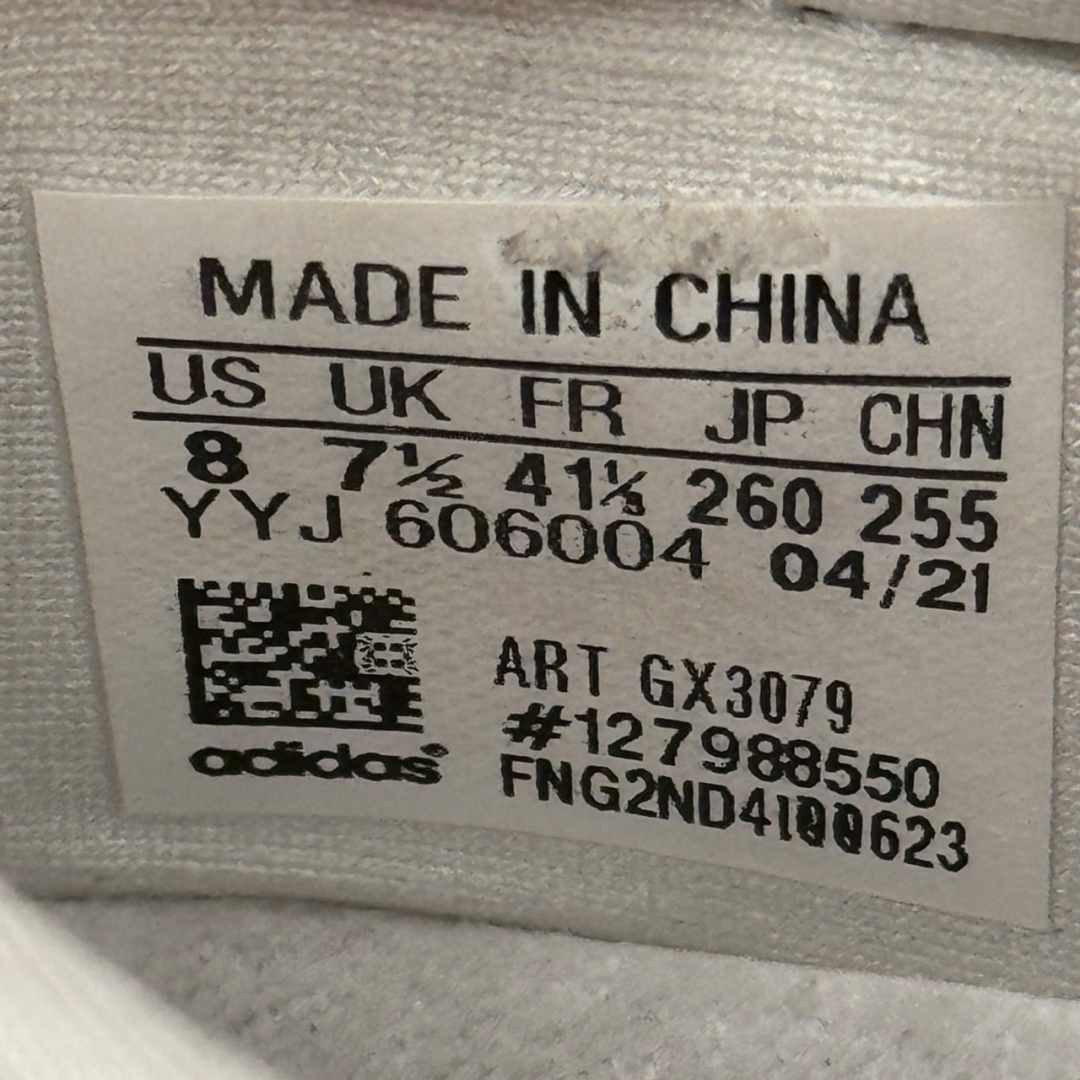 MADE IN CHINA
US UK FR JP CHN
8 7½ 41⅓ 260 255
YYJ 606004 04/21
ART GX3079
#127988550
adidas